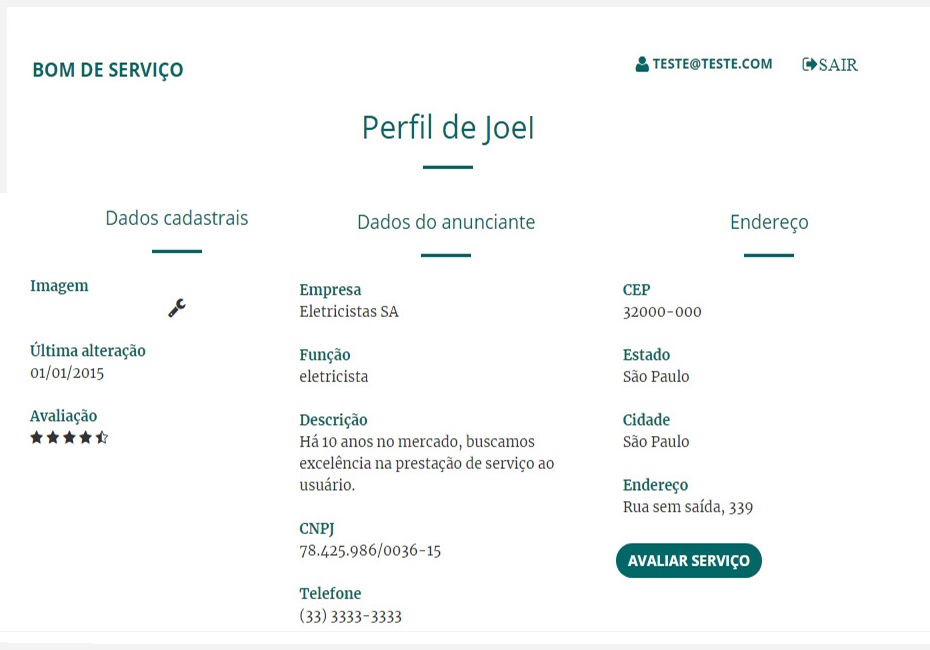 BOM DE SERVIÇO
TESTE@TESTE.COM
SAIR
Perfil de Joel
Dados cadastrais
Imagem
Última alteração
01/01/2015
Avaliação
Dados do anunciante
Empresa
Eletricistas SA
Função
eletricista
Descrição
Há 10 anos no mercado, buscamos
excelência na prestação de serviço ao
usuário.
CNPJ
78.425.986/0036-15
Telefone
(33) 3333-3333
Endereço
CEP
32000-000
Estado
São Paulo
Cidade
São Paulo
Endereço
Rua sem saída, 339
AVALIAR SERVIÇO